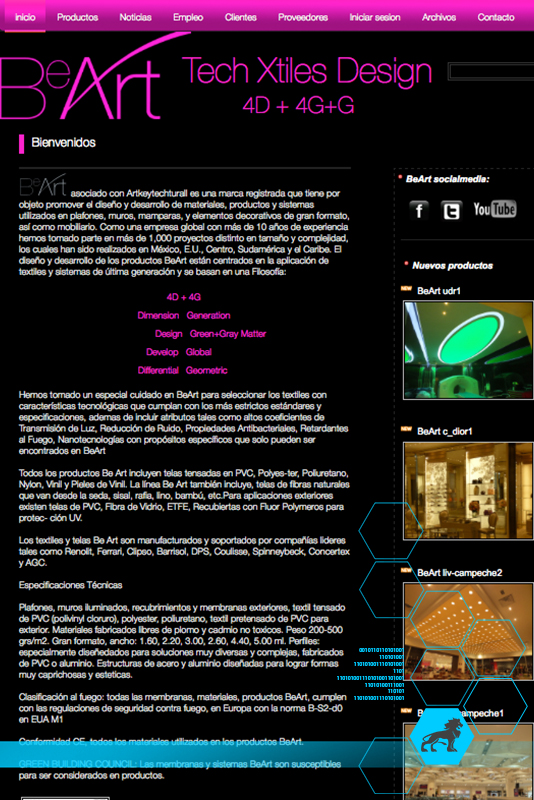 inicio Productos Noticias Empleo Clientes Proveedores Iniciar sesion Archivos Contacto
BeArt
Tech Xtiles Design
4D + 4G+G
Bienvenidos
BeArt asociado con Artkeytechturall es una marca registrada que tiene por
objeto promover el diseño y desarrollo de materiales, productos y sistemas
utilizados en plafones, muros, mamparas, y elementos decorativos de gran formato,
así como mobiliario. Como una empresa global con más de 10 años de experiencia
hemos tomado parte en más de 1,000 proyectos distinto en tamaño y complejidad,
los cuales han sido realizados en México, E.U., Centro, Sudamérica y el Caribe. El
diseño y desarrollo de los productos BeArt están centrados en la aplicación de
textiles y sistemas de última generación y se basan en una Filosofía:
4D + 4G
Dimension Generation
Design Green+Gray Matter
Develop Global
Differential Geometric
Hemos tomado un especial cuidado en BeArt para seleccionar los textiles con
características tecnológicas que cumplan con los más estrictos estándares y
especificaciones, ademas de incluir atributos tales como altos coeficientes de
Transmisión de Luz, Reducción de Ruido, Propiedades Antibacteriales, Retardantes
al Fuego, Nanotecnologías con propósitos específicos que solo pueden ser
encontrados en BeArt
Todos los productos Be Art incluyen telas tensadas en PVC, Polyes-ter, Poliuretano,
Nylon, Vinil y Pieles de Vinil. La línea Be Art también incluye, telas de fibras naturales
que van desde la seda, sisal, rafia, lino, bambú, etc.Para aplicaciones exteriores
existen telas de PVC, Fibra de Vidrio, ETFE, Recubiertas con Fluor Polymeros para
protec- ción UV.
Los textiles y telas Be Art son manufacturados y soportados por compañías lideres
tales como Renolit, Ferrari, Clipso, Barrisol, DPS, Coulisse, Spinneybeck, Concertex
y AGC.
Especificaciones Técnicas
Plafones, muros iluminados, recubrimientos y membranas exteriores, textil tensado
de PVC (polivinyl cloruro), polyester, poliuretano, textil pretensado de PVC para
exterior. Materiales fabricados libres de plomo y cadmio no toxicos. Peso 200-500
grs/m2. Gran formato, ancho: 1.60, 2.20, 3.00, 2.60, 4.40, 5.00 ml. Perfiles:
especialmente diseñedados para soluciones muy diversas y complejas, fabricados
de PVC o aluminio. Estructuras de acero y aluminio diseñadas para lograr formas
muy caprichosas y esteticas.
Clasificación al fuego: todas las membranas, materiales, productos BeArt, cumplen
con las regulaciones de seguridad contra fuego, en Europa con la norma B-S2-d0
en EUA M1
Conformidad CE, todos los materiales utilizados en los productos BeArt.
GREEN BUILDING COUNCIL: Las membranas y sistemas BeArt son susceptibles
para ser considerados en productos.
BeArt socialmedia:
f t YouTube
Nuevos productos
NEW BeArt udr1
NEW BeArt c_dior1
NEW BeArt liv-campeche2
NEW campeche1